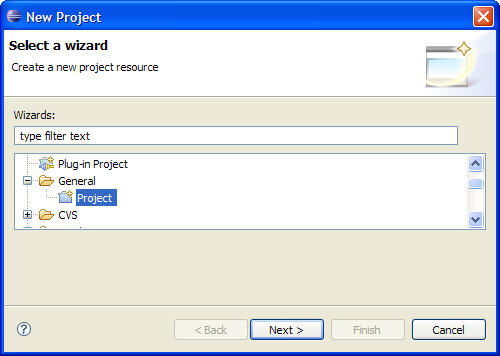 New Project
Select a wizard
Create a new project resource
Wizards:
type filter text
Plug-in Project
General
Project
CVS
< Back
Next >
Finish
Cancel